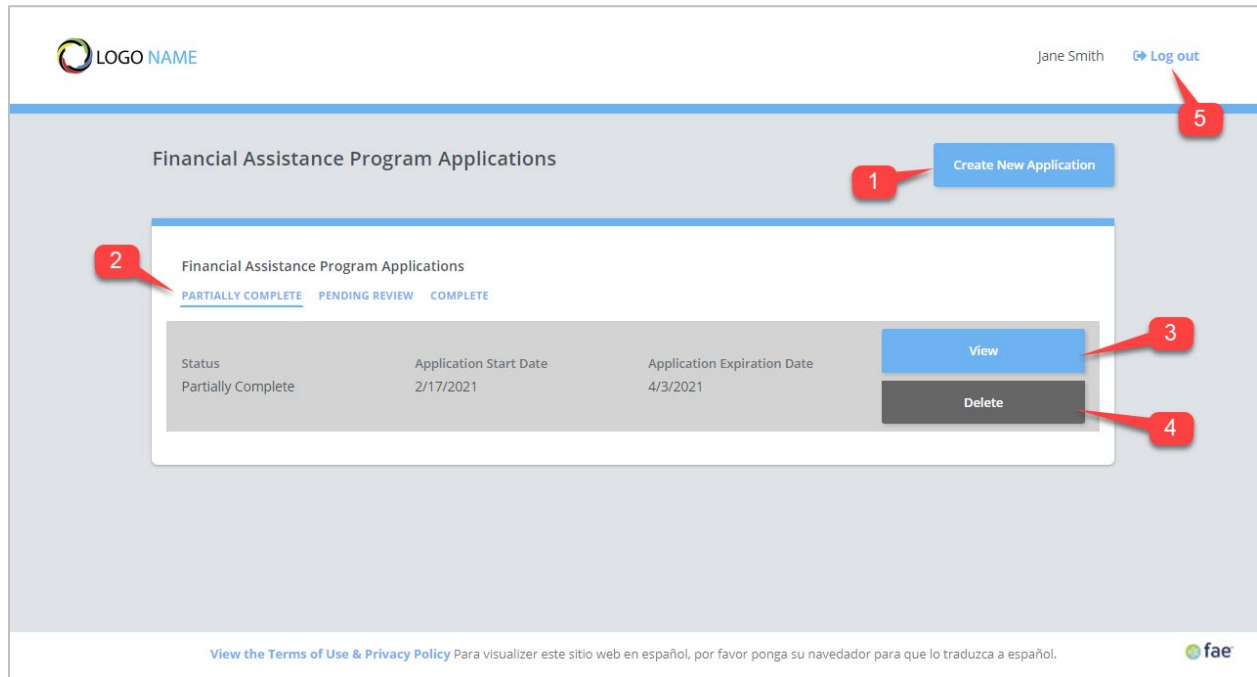 LOGO NAME
Jane Smith Log out
5
Financial Assistance Program Applications
Create New Application
1
2
Financial Assistance Program Applications
PARTIALLY COMPLETE PENDING REVIEW COMPLETE
Status Application Start Date Application Expiration Date
Partially Complete 2/17/2021 4/3/2021
View
3
Delete
4
View the Terms of Use & Privacy Policy Para visualizer este sitio web en español, por favor ponga su navedador para que lo traduzca a español.
fae